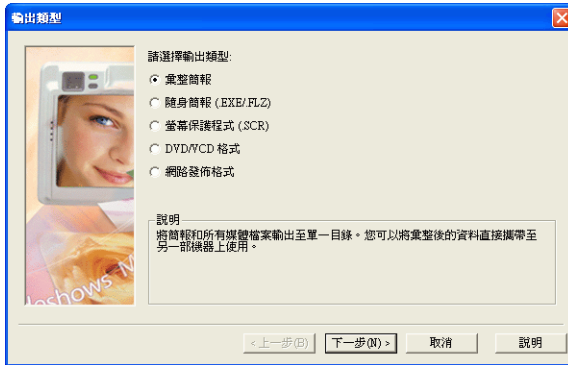 輸出類型
請選擇輸出類型:
彙整簡報
隨身簡報 (.EXE/.FLZ)
螢幕保護程式 (.SCR)
DVD/VCD 格式
網路發佈格式
說明
將簡報和所有媒體檔案輸出至單一目錄。您可以將彙整後的資料直接攜帶至
另一部機器上使用。
deshows M
<上一步(B)
下一步(N) >
取消
說明